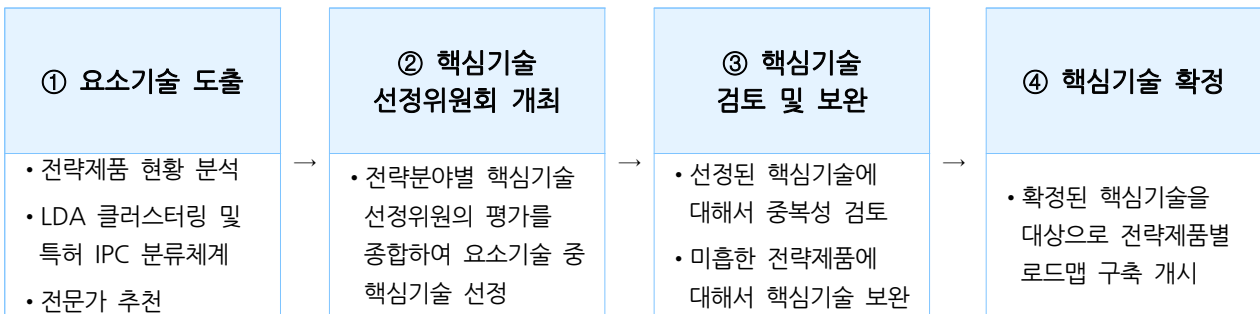 ① 요소기술 도출
• 전략제품 현황 분석
• LDA 클러스터링 및
특허 IPC 분류체계
• 전문가 추천
→
② 핵심기술
선정위원회 개최
• 전략분야별 핵심기술
선정위원의 평가를
종합하여 요소기술 중
핵심기술 선정
→
③ 핵심기술
검토 및 보완
• 선정된 핵심기술에
대해서 중복성 검토
• 미흡한 전략제품에
대해서 핵심기술 보완
→
④ 핵심기술 확정
• 확정된 핵심기술을
대상으로 전략제품별
로드맵 구축 개시